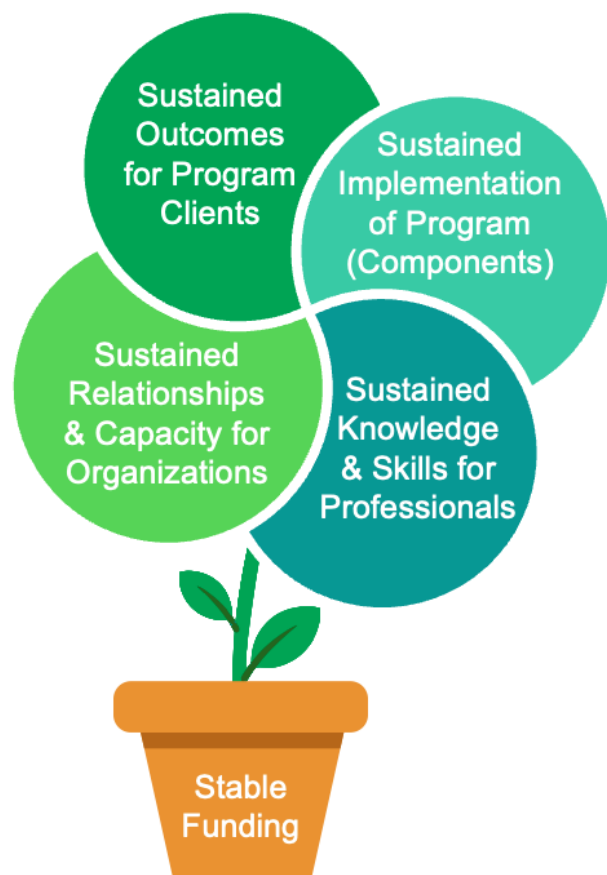 Sustained
Outcomes
for Program
Clients
Sustained
Implementation
of Program
(Components)
Sustained
Relationships
& Capacity for
Organizations
Sustained
Knowledge
& Skills for
Professionals
Stable
Funding